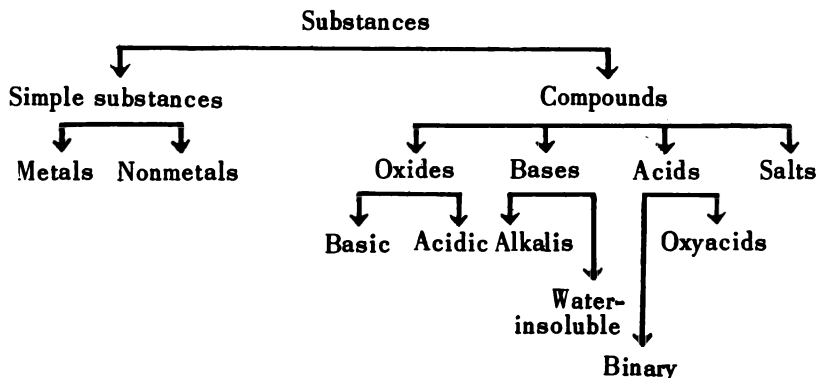 Substances
Simple substances Compounds
Metals Nonmetals Oxides Bases Acids Salts
Basic Acidic Alkalis Oxyacids
Water-
insoluble
Binary